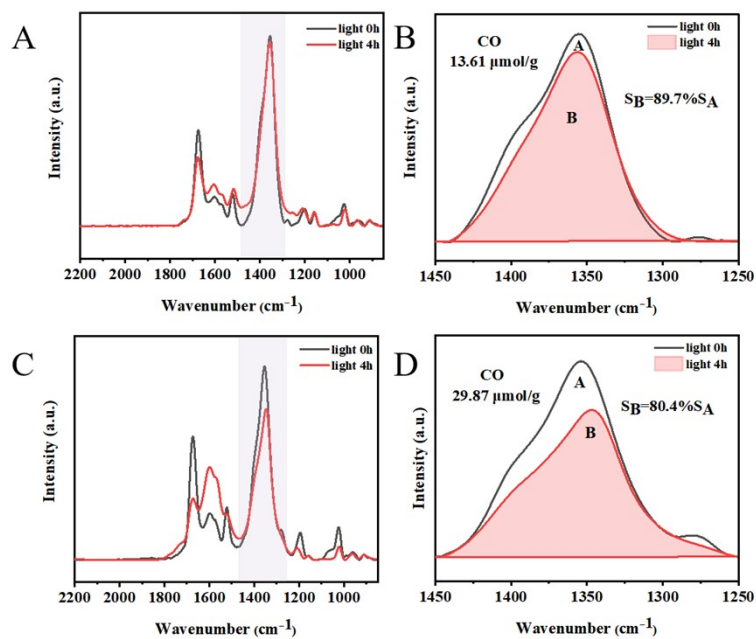 A
light 0h
light 4h
Intensity (a.u.)
2200 2000 1800 1600 1400 1200 1000
Wavenumber (cm⁻¹)
B
light 0h
light 4h
CO
13.61 μmol/g
A
S_B=89.7%S_A
B
Intensity (a.u.)
1450 1400 1350 1300 1250
Wavenumber (cm⁻¹)
C
light 0h
light 4h
Intensity (a.u.)
2200 2000 1800 1600 1400 1200 1000
Wavenumber (cm⁻¹)
D
light 0h
light 4h
CO
29.87 μmol/g
A
S_B=80.4%S_A
B
Intensity (a.u.)
1450 1400 1350 1300 1250
Wavenumber (cm⁻¹)